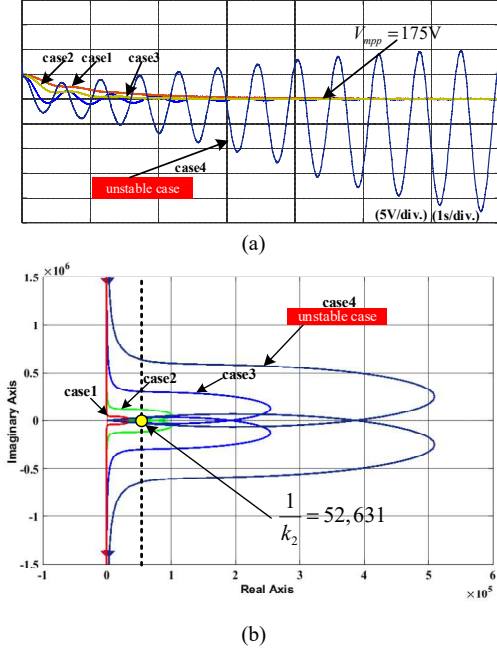 V_mpp = 175V
case2 case1 case3
case4
unstable case
(5V/div.) (1s/div.)
(a)
×10^6
1.5
case4
unstable case
1
0.5
case1 case2 case3
0
-0.5
1/k_2 = 52,631
-1
-1.5
-1 0 1 2 3 4 5 6
Imaginary Axis
Real Axis
×10^5
(b)